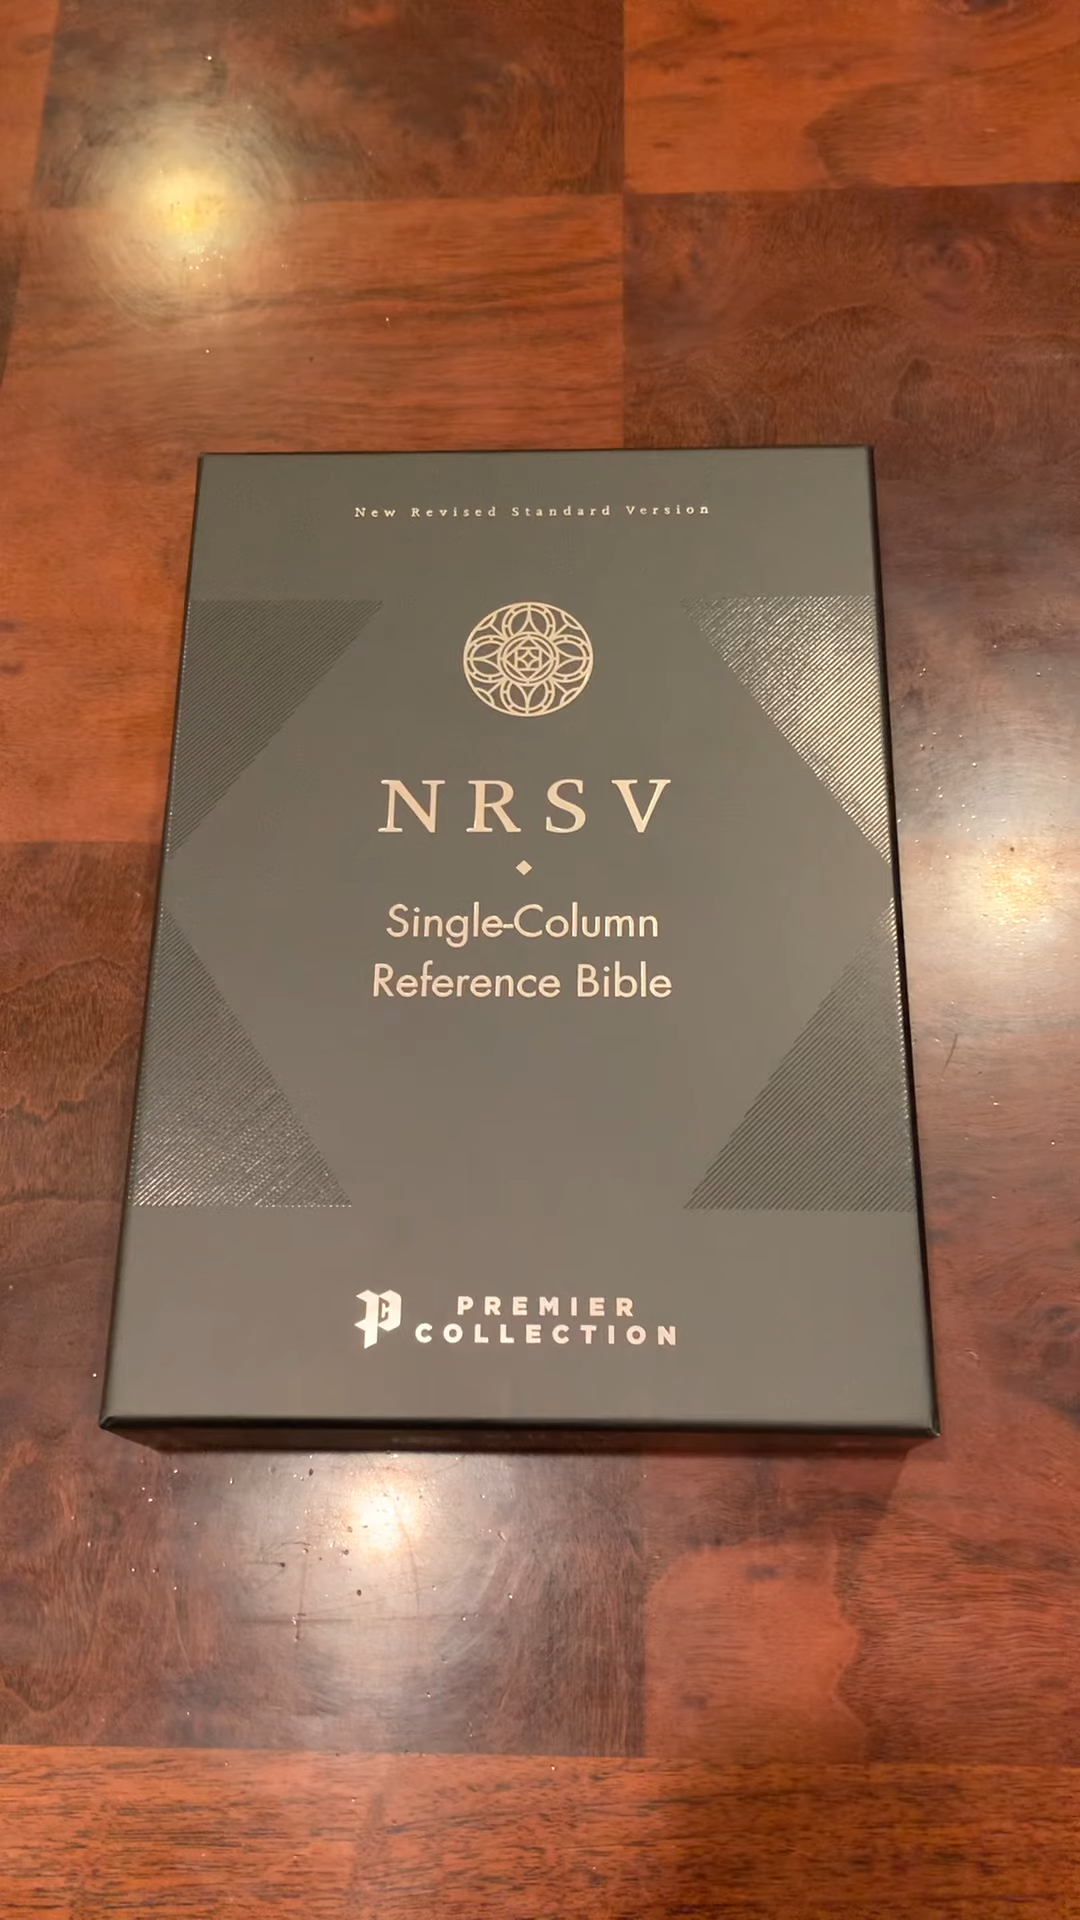 New Revised Standard Version
NRSV
Single-Column
Reference Bible
PREMIER
COLLECTION